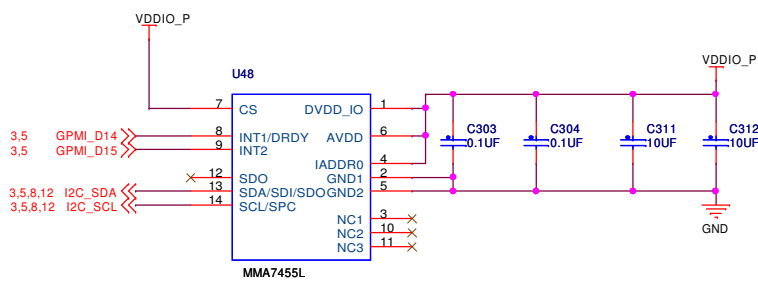 VDDIO_P
U48
VDDIO_P
7 CS DVDD_IO 1
3,5 GPMI_D14 8 INT1/DRDY AVDD 6
3,5 GPMI_D15 9 INT2
IADDR0 4
12 SDO GND1 2
3,5,8,12 I2C_SDA 13 SDA/SDI/SDO GND2 5
3,5,8,12 I2C_SCL 14 SCL/SPC
NC1 3
NC2 10
NC3 11
MMA7455L
C303
0.1UF
C304
0.1UF
C311
10UF
C312
10UF
GND